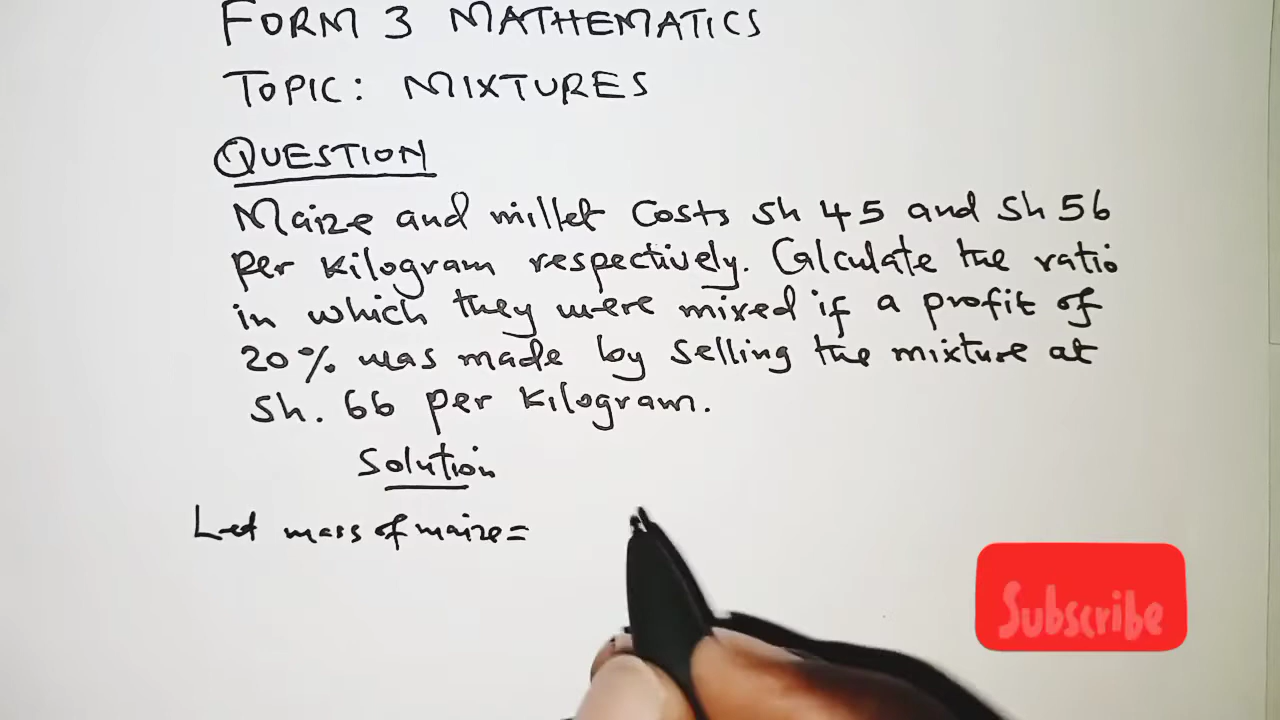 FORM 3 MATHEMATICS
TOPIC: MIXTURES
QUESTION
Maize and millet Costs Sh 45 and Sh 56
per kilogram respectively. Calculate the ratio
in which they were mixed if a profit of
20% was made by selling the mixture at
Sh. 66 per kilogram.
Solution
Let mass of maize =
Subscribe